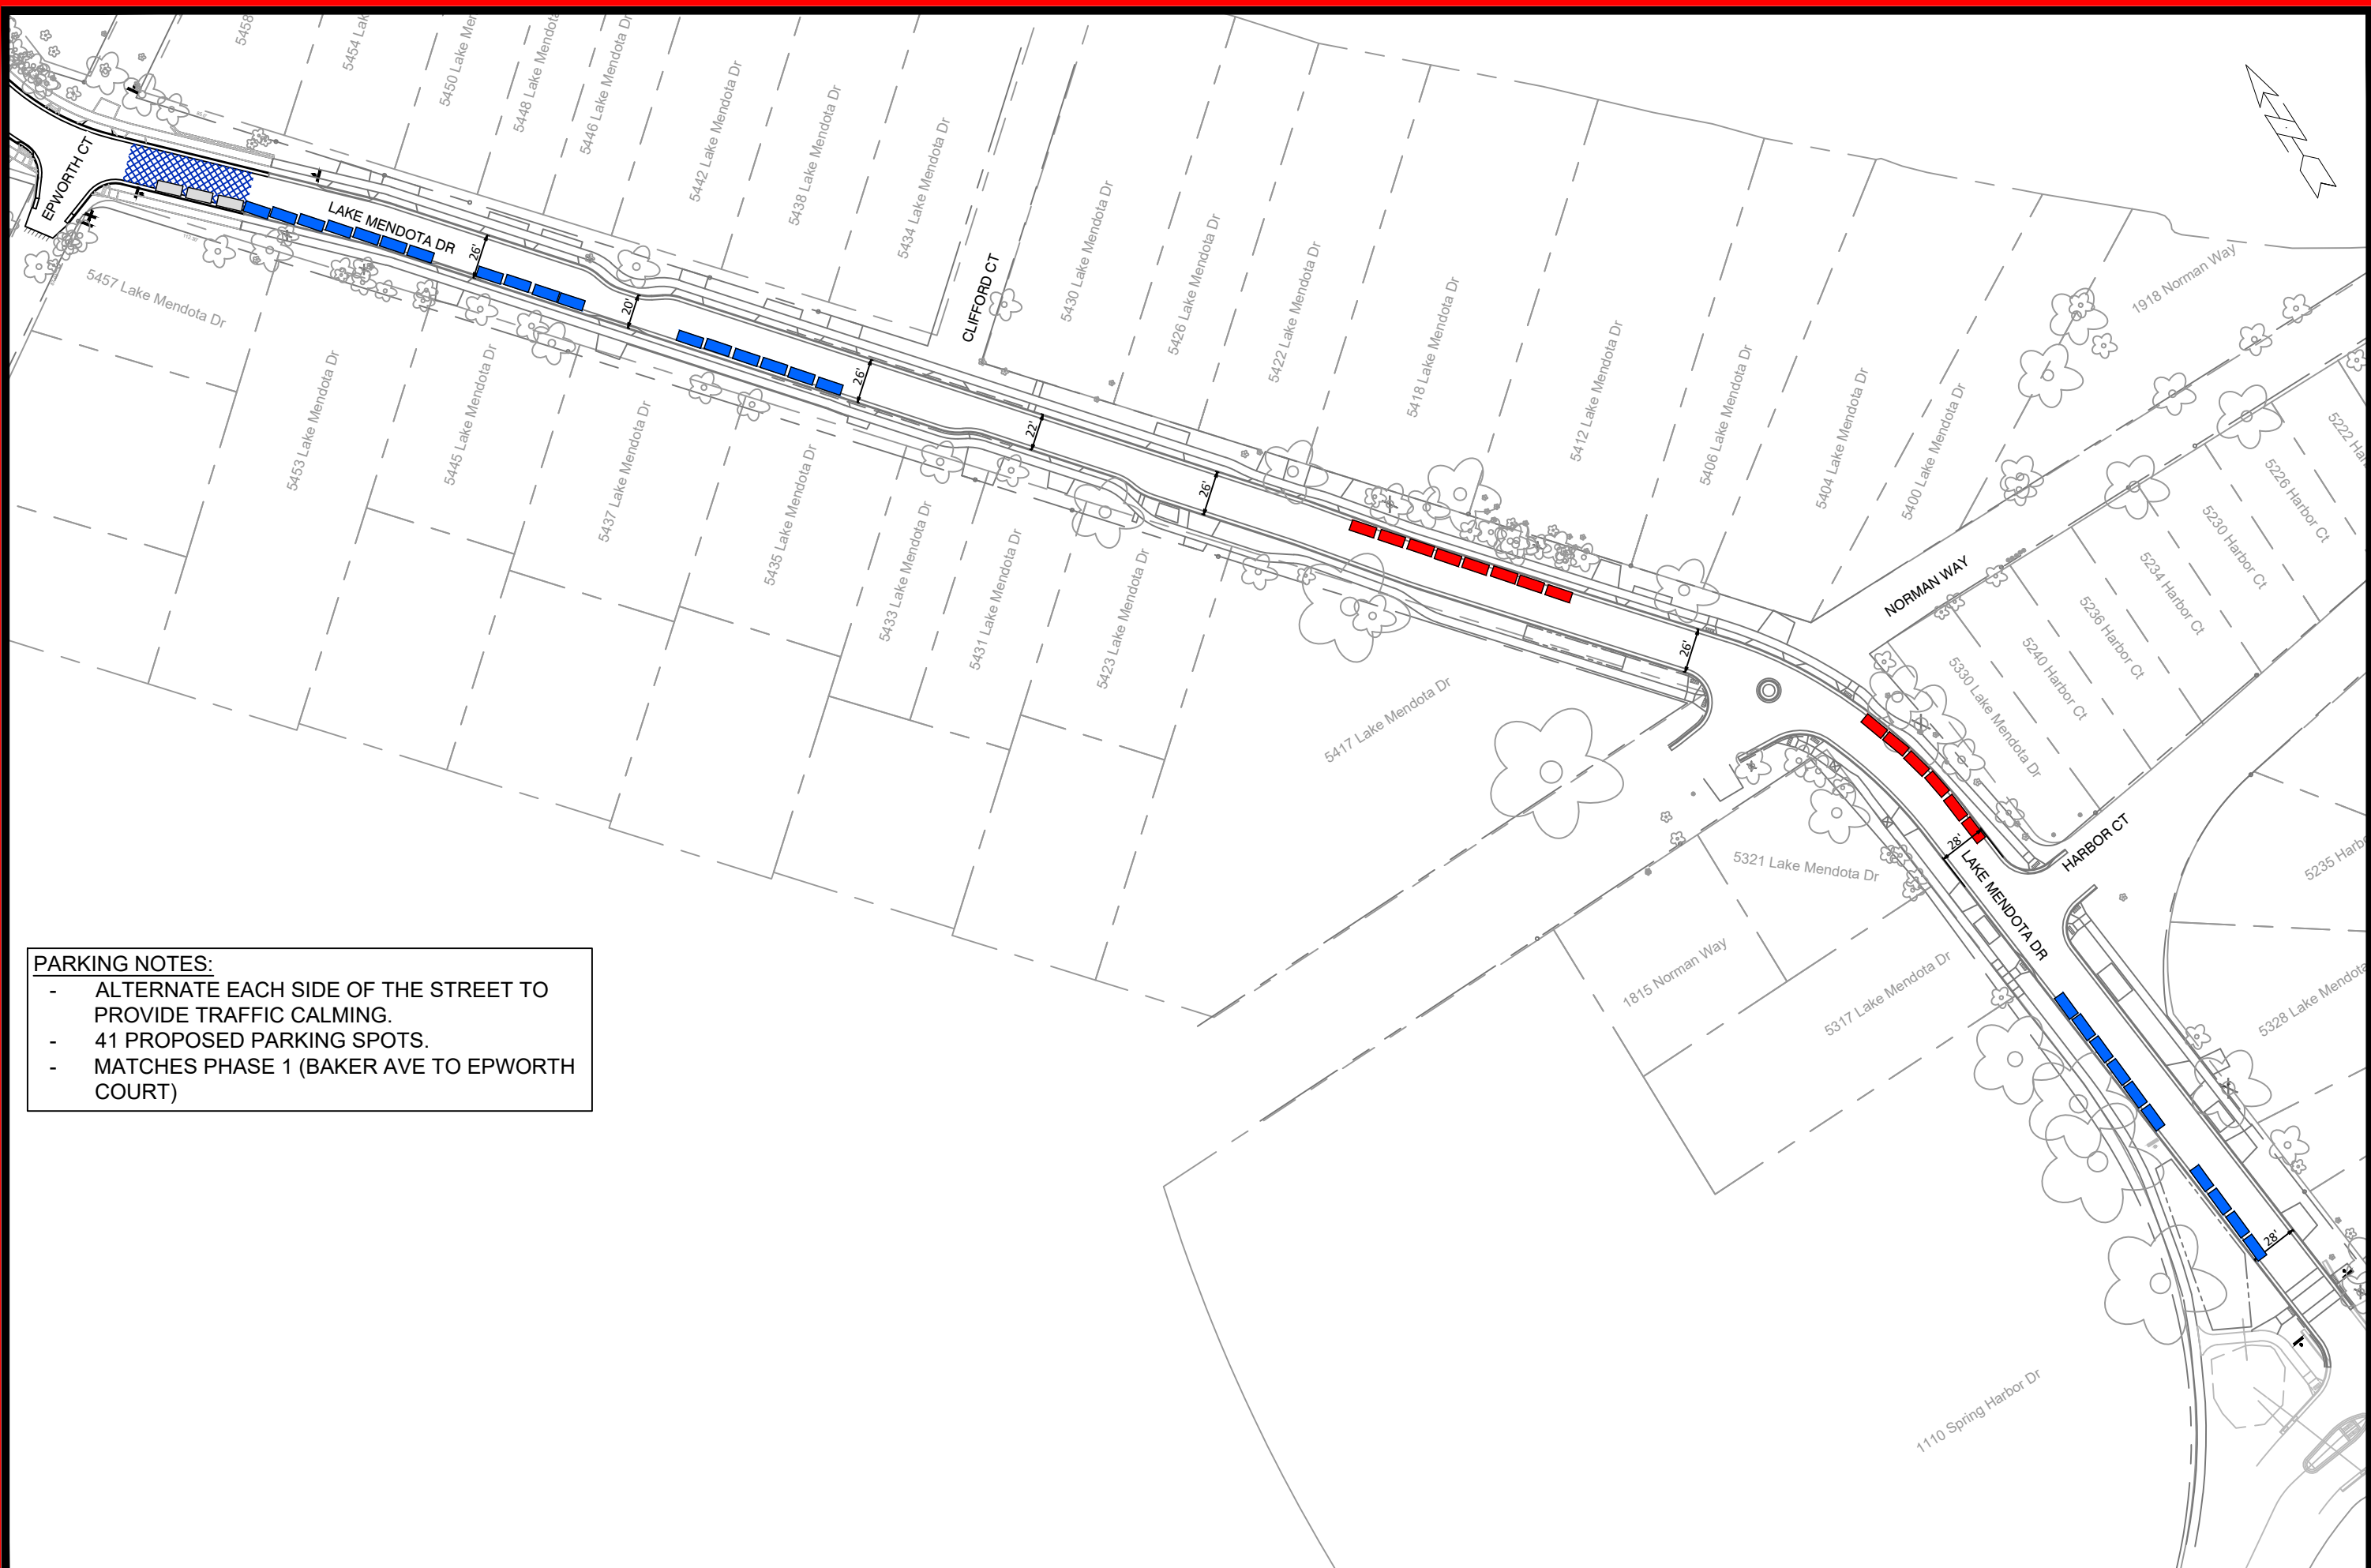 5458
5454 Lak
5450 Lake Men
5448 Lake Mendota
5446 Lake Mendota Dr
5442 Lake Mendota Dr
5438 Lake Mendota Dr
5434 Lake Mendota Dr
CLIFFORD CT
5430 Lake Mendota Dr
5426 Lake Mendota Dr
5422 Lake Mendota Dr
5418 Lake Mendota Dr
5412 Lake Mendota Dr
5406 Lake Mendota Dr
5404 Lake Mendota Dr
5400 Lake Mendota Dr
1918 Norman Way
EPWORTH CT
LAKE MENDOTA DR
26'
20'
26'
22'
26'
26'
5457 Lake Mendota Dr
5453 Lake Mendota Dr
5445 Lake Mendota Dr
5437 Lake Mendota Dr
5435 Lake Mendota Dr
5433 Lake Mendota Dr
5431 Lake Mendota Dr
5423 Lake Mendota Dr
5417 Lake Mendota Dr
NORMAN WAY
5222 Har
5226 Harbor Ct
5230 Harbor Ct
5234 Harbor Ct
5236 Harbor Ct
5240 Harbor Ct
5330 Lake Mendota Dr
HARBOR CT
28'
LAKE MENDOTA DR
5235 Harbo
5321 Lake Mendota Dr
1815 Norman Way
5317 Lake Mendota Dr
5328 Lake Mendota
28'
1110 Spring Harbor Dr
PARKING NOTES:
- ALTERNATE EACH SIDE OF THE STREET TO
PROVIDE TRAFFIC CALMING.
- 41 PROPOSED PARKING SPOTS.
- MATCHES PHASE 1 (BAKER AVE TO EPWORTH
COURT)